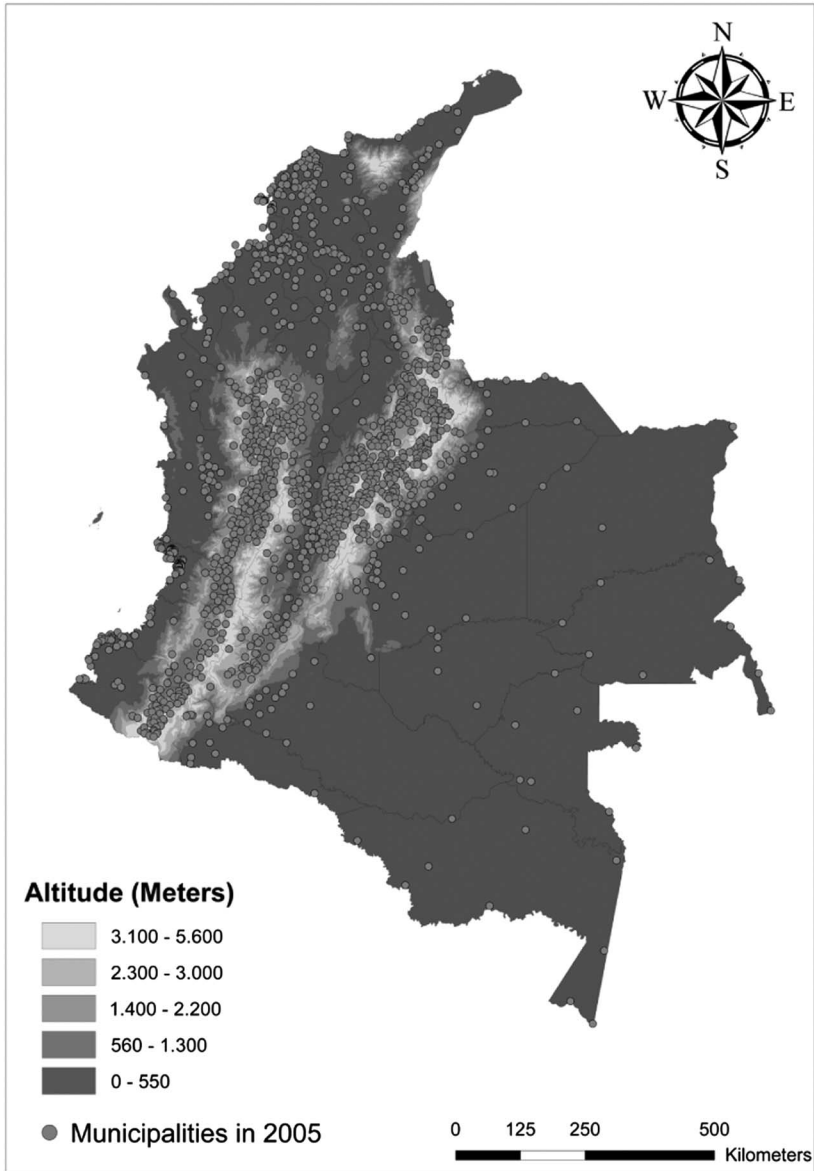 N
W E
S
Altitude (Meters)
3.100 - 5.600
2.300 - 3.000
1.400 - 2.200
560 - 1.300
0 - 550
Municipalities in 2005
0 125 250 500
Kilometers